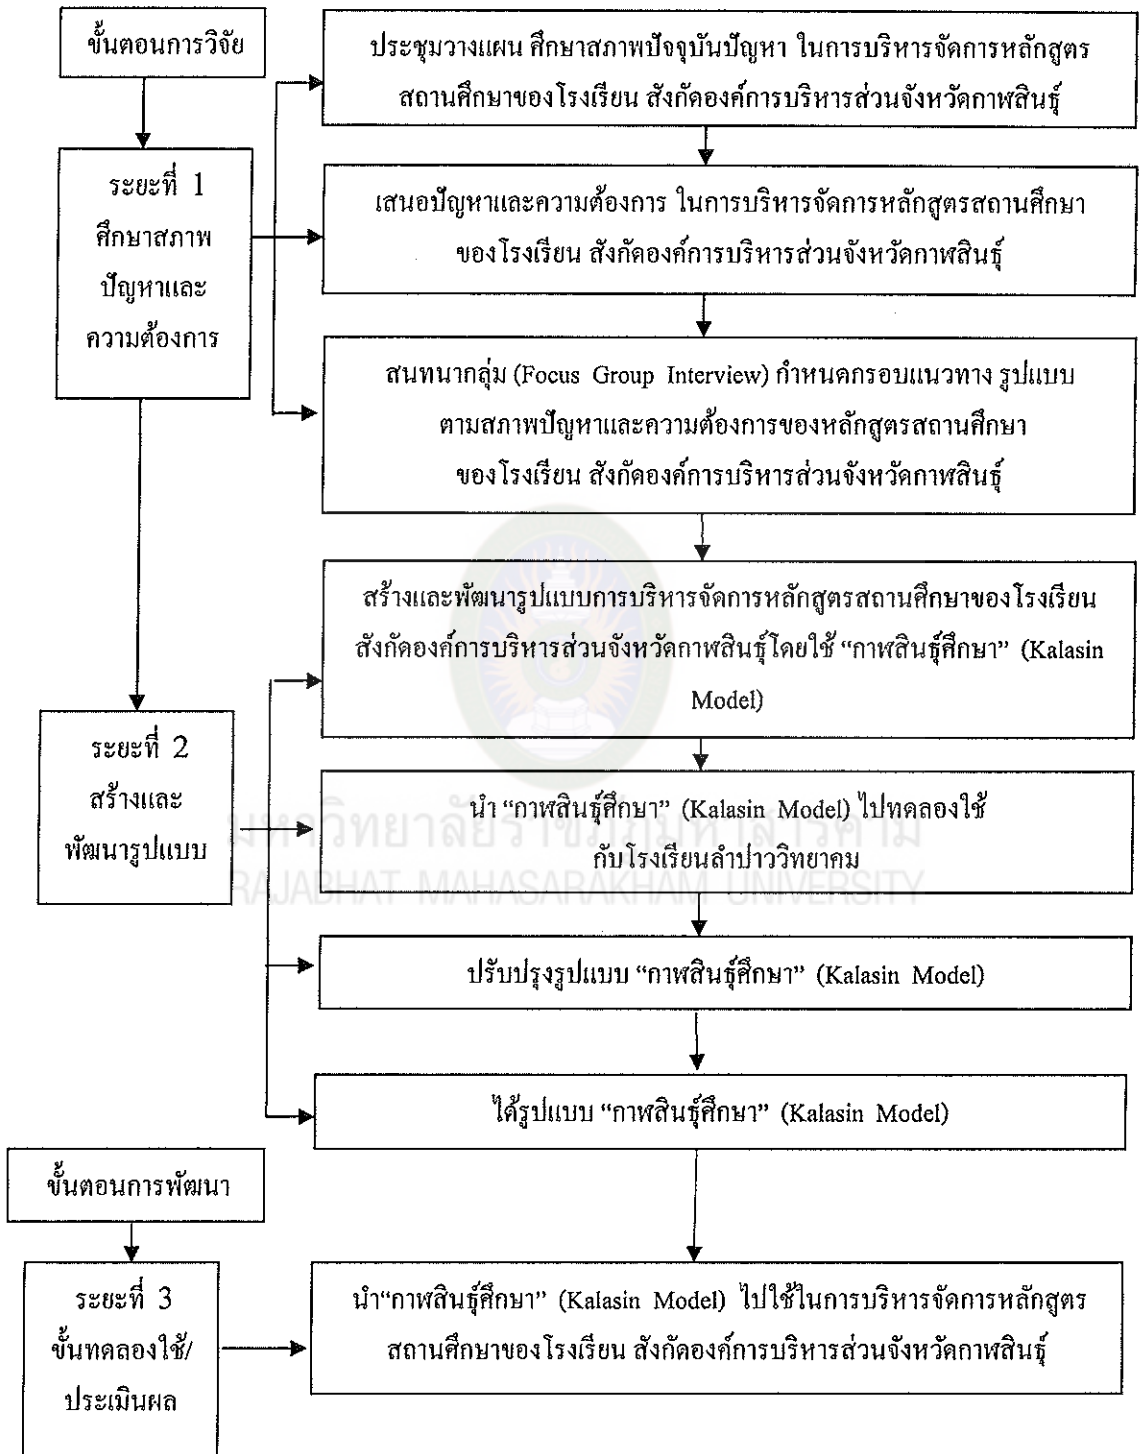 ขั้นตอนการวิจัย
ประชุมวางแผน ศึกษาสภาพปัจจุบันปัญหา ในการบริหารจัดการหลักสูตร
สถานศึกษาของโรงเรียน สังกัดองค์การบริหารส่วนจังหวัดกาฬสินธุ์
ระยะที่ 1
ศึกษาสภาพ
ปัญหาและ
ความต้องการ
เสนอปัญหาและความต้องการ ในการบริหารจัดการหลักสูตรสถานศึกษา
ของโรงเรียน สังกัดองค์การบริหารส่วนจังหวัดกาฬสินธุ์
สนทนากลุ่ม (Focus Group Interview) กำหนดกรอบแนวทาง รูปแบบ
ตามสภาพปัญหาและความต้องการของหลักสูตรสถานศึกษา
ของโรงเรียน สังกัดองค์การบริหารส่วนจังหวัดกาฬสินธุ์
สร้างและพัฒนารูปแบบการบริหารจัดการหลักสูตรสถานศึกษาของโรงเรียน
สังกัดองค์การบริหารส่วนจังหวัดกาฬสินธุ์โดยใช้ “กาฬสินธุ์ศึกษา” (Kalasin
Model)
ระยะที่ 2
สร้างและ
พัฒนารูปแบบ
นำ “กาฬสินธุ์ศึกษา” (Kalasin Model) ไปทดลองใช้
กับโรงเรียนลำปาววิทยาคม
มหาวิทยาลัยราชภัฏมหาสารคาม
RAJABHAT MAHASARAKHAM UNIVERSITY
ปรับปรุงรูปแบบ “กาฬสินธุ์ศึกษา” (Kalasin Model)
ได้รูปแบบ “กาฬสินธุ์ศึกษา” (Kalasin Model)
ขั้นตอนการพัฒนา
ระยะที่ 3
ขั้นทดลองใช้/
ประเมินผล
นำ“กาฬสินธุ์ศึกษา” (Kalasin Model) ไปใช้ในการบริหารจัดการหลักสูตร
สถานศึกษาของโรงเรียน สังกัดองค์การบริหารส่วนจังหวัดกาฬสินธุ์